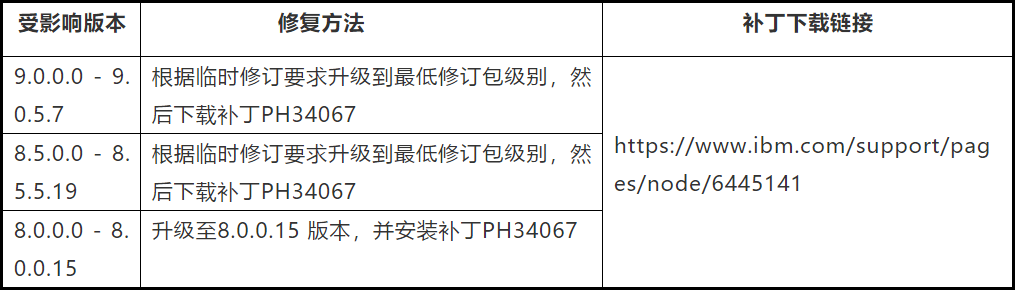 受影响版本
修复方法
补丁下载链接
9.0.0.0 - 9.
0.5.7
根据临时修订要求升级到最低修订包级别，然
后下载补丁PH34067
https://www.ibm.com/support/pag
es/node/6445141
8.5.0.0 - 8.
5.5.19
根据临时修订要求升级到最低修订包级别，然
后下载补丁PH34067
8.0.0.0 - 8.
0.0.15
升级至8.0.0.15 版本，并安装补丁PH34067